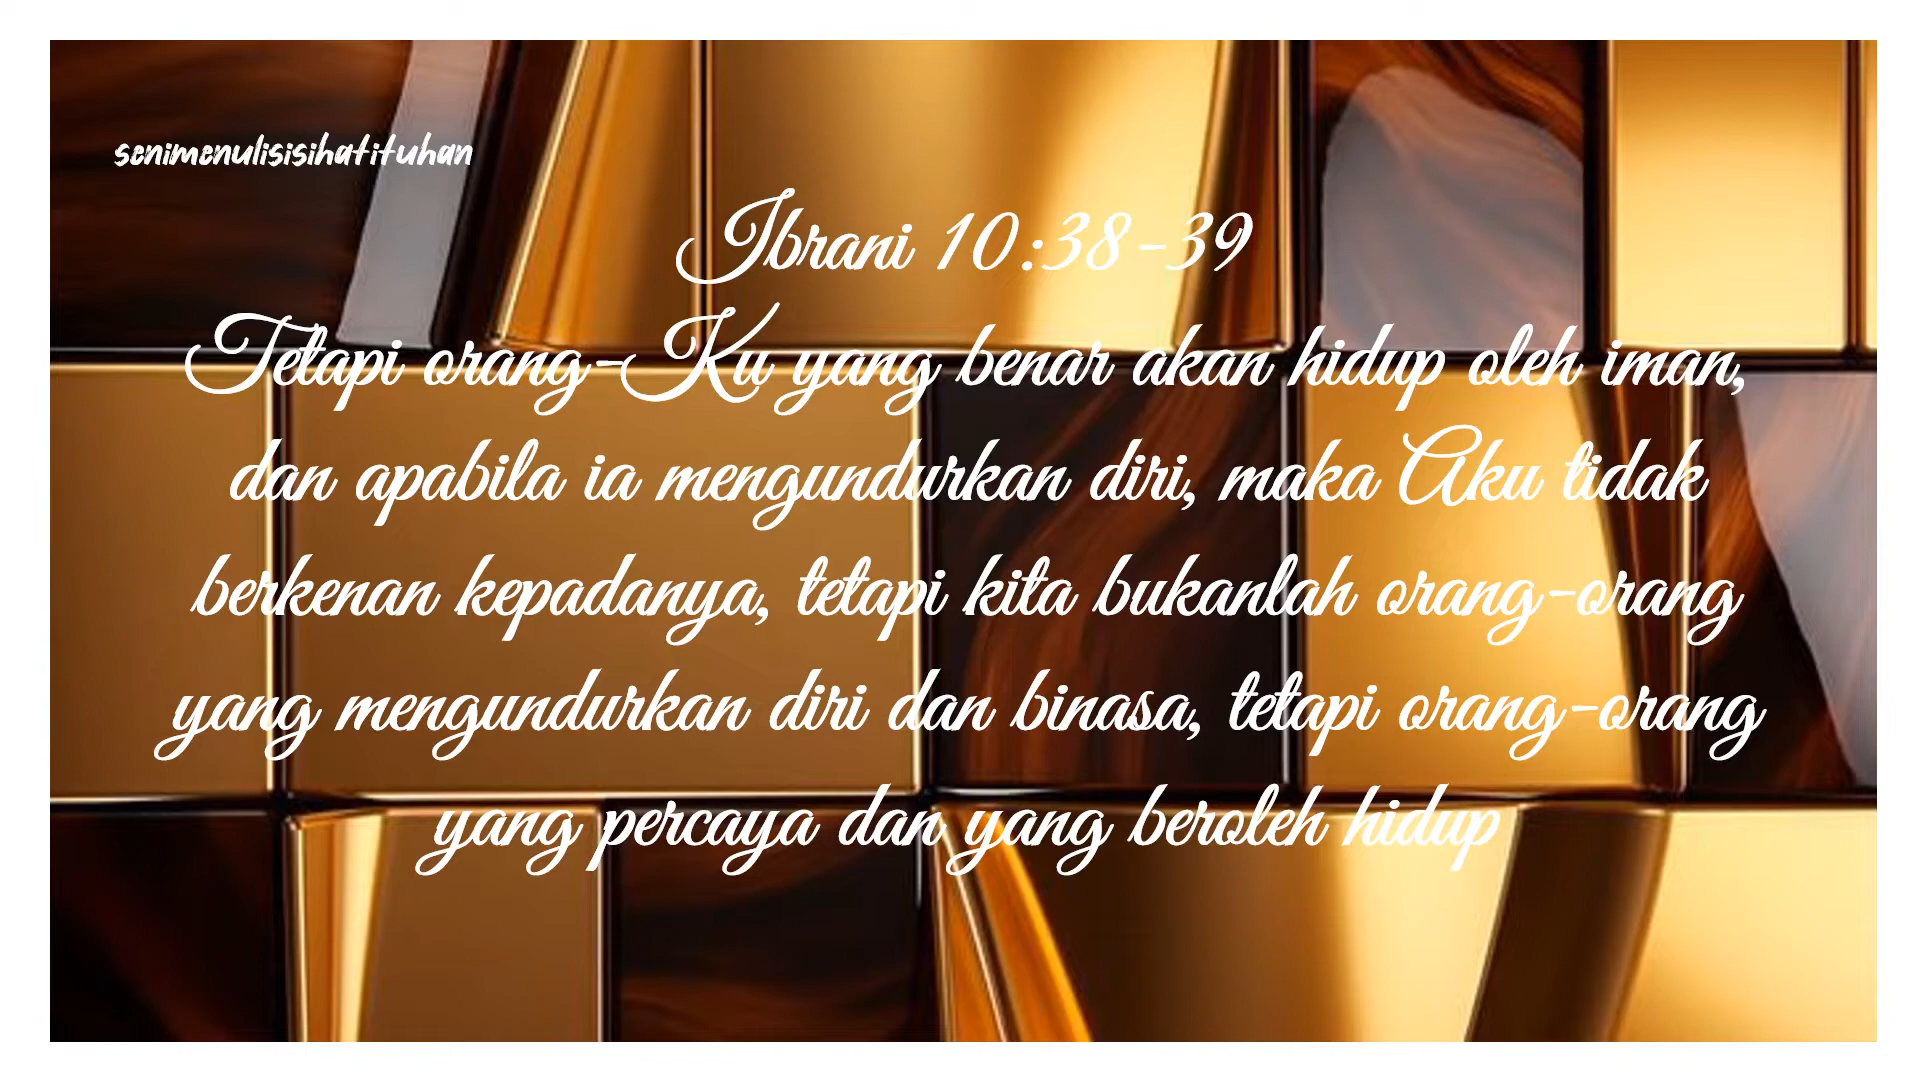 senimenulisisihatituhan
Ibrani 10:38-39
Tetapi orang-Ku yang benar akan hidup oleh iman,
dan apabila ia mengundurkan diri, maka Aku tidak
berkenan kepadanya, tetapi kita bukanlah orang-orang
yang mengundurkan diri dan binasa, tetapi orang-orang
yang percaya dan yang beroleh hidup